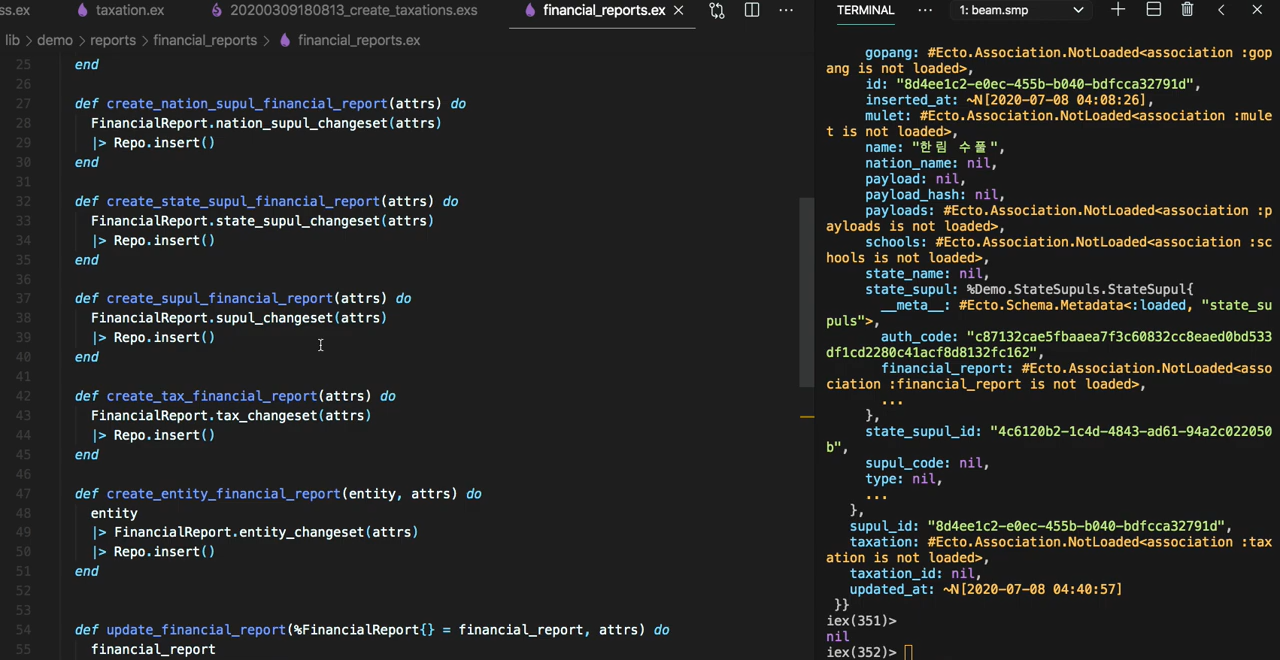 ss.ex taxation.ex 20200309180813_create_taxations.exs financial_reports.ex
lib > demo > reports > financial_reports > financial_reports.ex
25 end
26
27 def create_nation_supul_financial_report(attrs) do
28 FinancialReport.nation_supul_changeset(attrs)
29 |> Repo.insert()
30 end
31
32 def create_state_supul_financial_report(attrs) do
33 FinancialReport.state_supul_changeset(attrs)
34 |> Repo.insert()
35 end
36
37 def create_supul_financial_report(attrs) do
38 FinancialReport.supul_changeset(attrs)
39 |> Repo.insert()
40 end
41
42 def create_tax_financial_report(attrs) do
43 FinancialReport.tax_changeset(attrs)
44 |> Repo.insert()
45 end
46
47 def create_entity_financial_report(entity, attrs) do
48 entity
49 |> FinancialReport.entity_changeset(attrs)
50 |> Repo.insert()
51 end
52
53
54 def update_financial_report(%FinancialReport{} = financial_report, attrs) do
55 financial_report
TERMINAL ... 1: beam.smp
gopang: #Ecto.Association.NotLoaded<association :gop
ang is not loaded>,
id: "8d4ee1c2-e0ec-455b-b040-bdfcca32791d",
inserted_at: ~N[2020-07-08 04:08:26],
mulet: #Ecto.Association.NotLoaded<association :mule
t is not loaded>,
name: "한림 수풀",
nation_name: nil,
payload: nil,
payload_hash: nil,
payloads: #Ecto.Association.NotLoaded<association :p
ayloads is not loaded>,
schools: #Ecto.Association.NotLoaded<association :sc
hools is not loaded>,
state_name: nil,
state_supul: %Demo.StateSupuls.StateSupul{
__meta__: #Ecto.Schema.Metadata<:loaded, "state_su
puls">,
auth_code: "c87132cae5fbaaea7f3c60832cc8eaed0bd533
df1cd2280c41acf8d8132fc162",
financial_report: #Ecto.Association.NotLoaded<asso
ciation :financial_report is not loaded>,
...
},
state_supul_id: "4c6120b2-1c4d-4843-ad61-94a2c022050
b",
supul_code: nil,
type: nil,
...
},
supul_id: "8d4ee1c2-e0ec-455b-b040-bdfcca32791d",
taxation: #Ecto.Association.NotLoaded<association :tax
ation is not loaded>,
taxation_id: nil,
updated_at: ~N[2020-07-08 04:40:57]
}}
iex(351)>
nil
iex(352)>